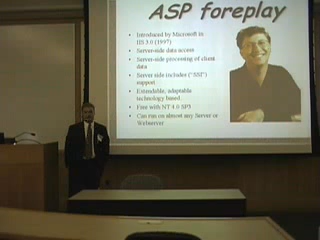 ASP foreplay
• Introduced by Microsoft in
IIS 3.0 (1997)
• Server-side data access
• Server-side processing of client
data
• Server side includes ("SSI")
support
• Extendable, adaptable
technology based
• Free with NT 4.0 SP3
• Can run on almost any Server or
Webserver